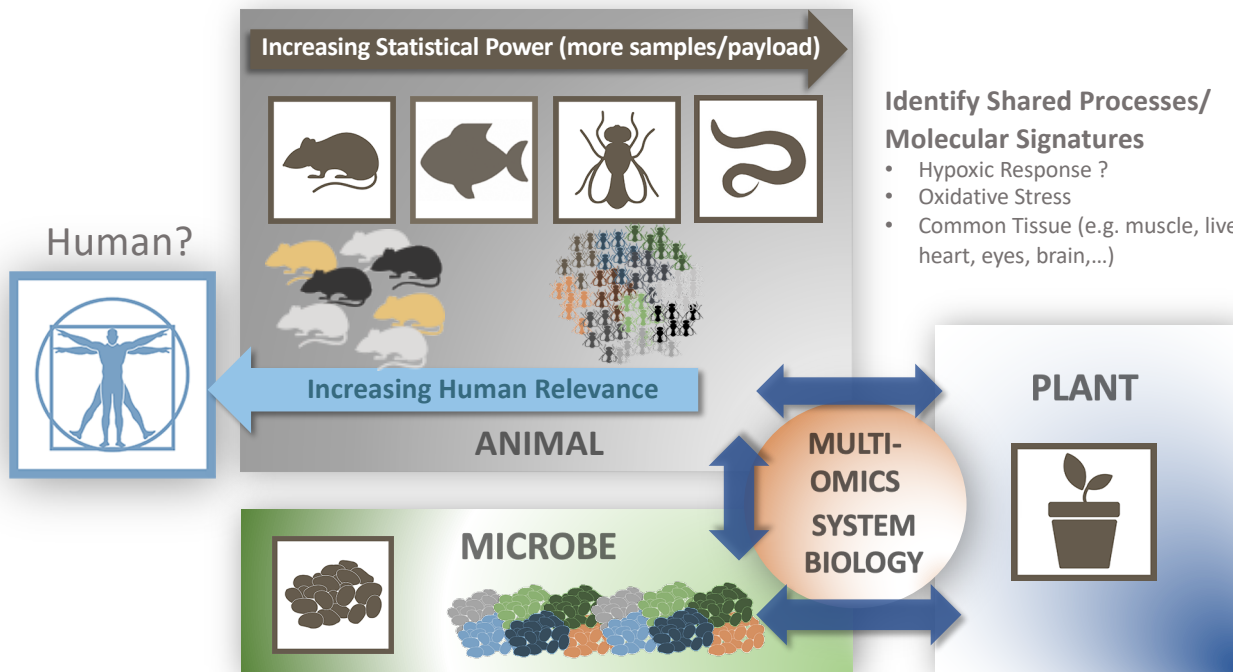 Increasing Statistical Power (more samples/payload)
Identify Shared Processes/
Molecular Signatures
• Hypoxic Response ?
• Oxidative Stress
• Common Tissue (e.g. muscle, live
heart, eyes, brain,…)
Human?
Increasing Human Relevance
ANIMAL
PLANT
MULTI-
OMICS
SYSTEM
BIOLOGY
MICROBE